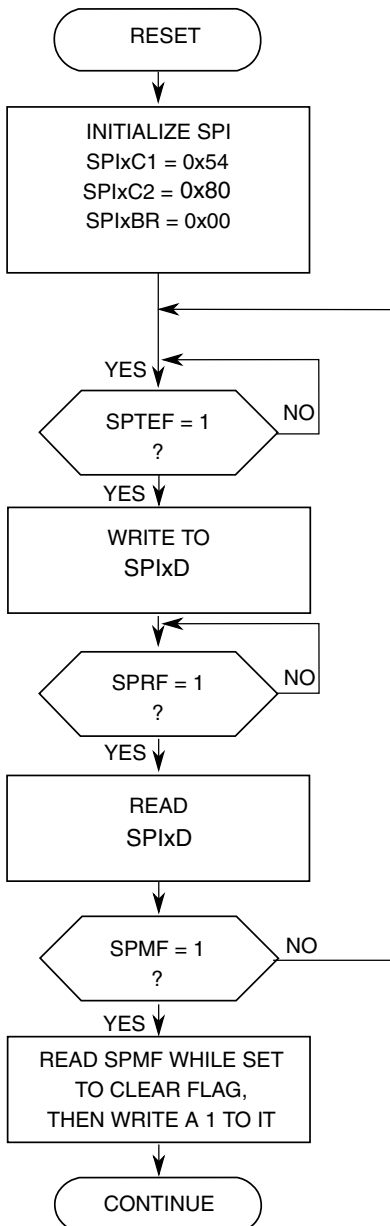 RESET
INITIALIZE SPI
SPIxC1 = 0x54
SPIxC2 = 0x80
SPIxBR = 0x00
YES
SPTEF = 1
?
NO
YES
WRITE TO
SPIxD
SPRF = 1
?
NO
YES
READ
SPIxD
SPMF = 1
?
NO
YES
READ SPMF WHILE SET
TO CLEAR FLAG,
THEN WRITE A 1 TO IT
CONTINUE